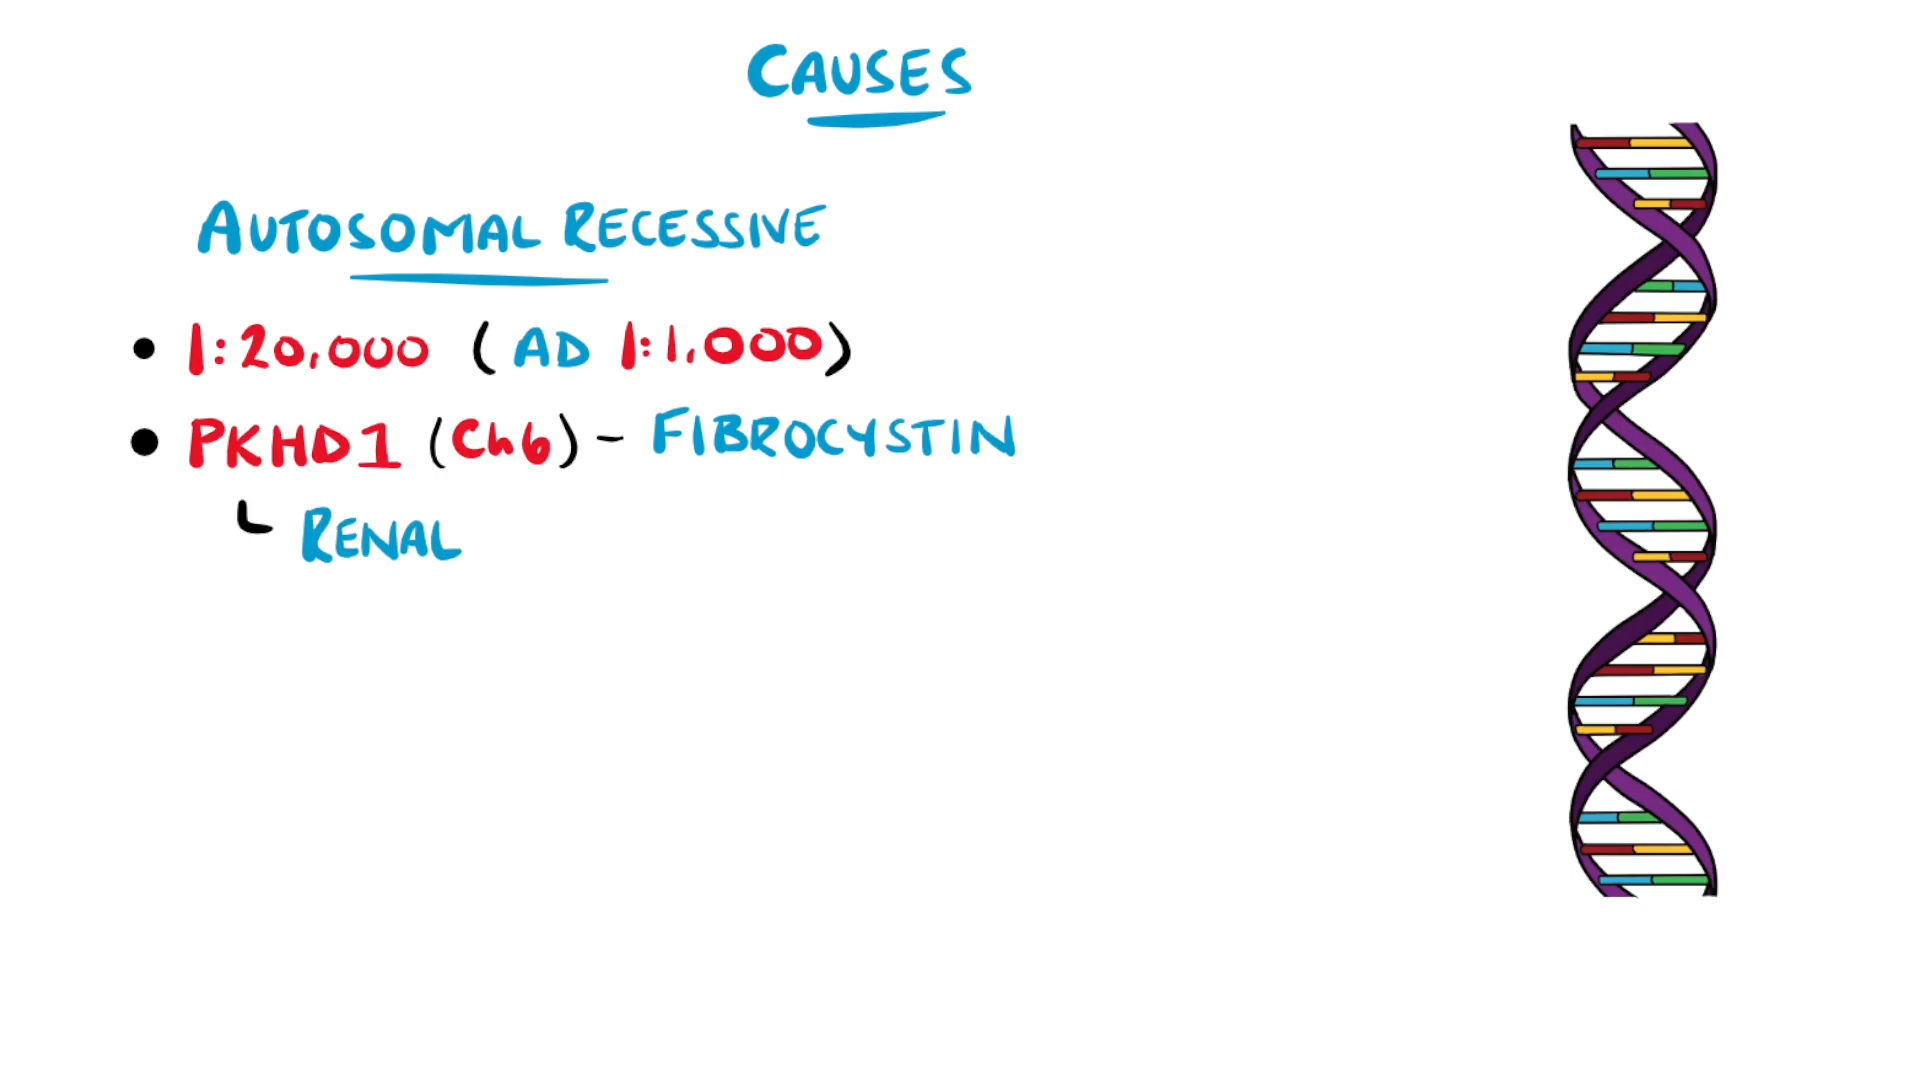 CAUSES
AUTOSOMAL RECESSIVE
• 1:20,000 (AD 1:1,000)
• PKHD1 (Ch6) - FIBROCYSTIN
RENAL